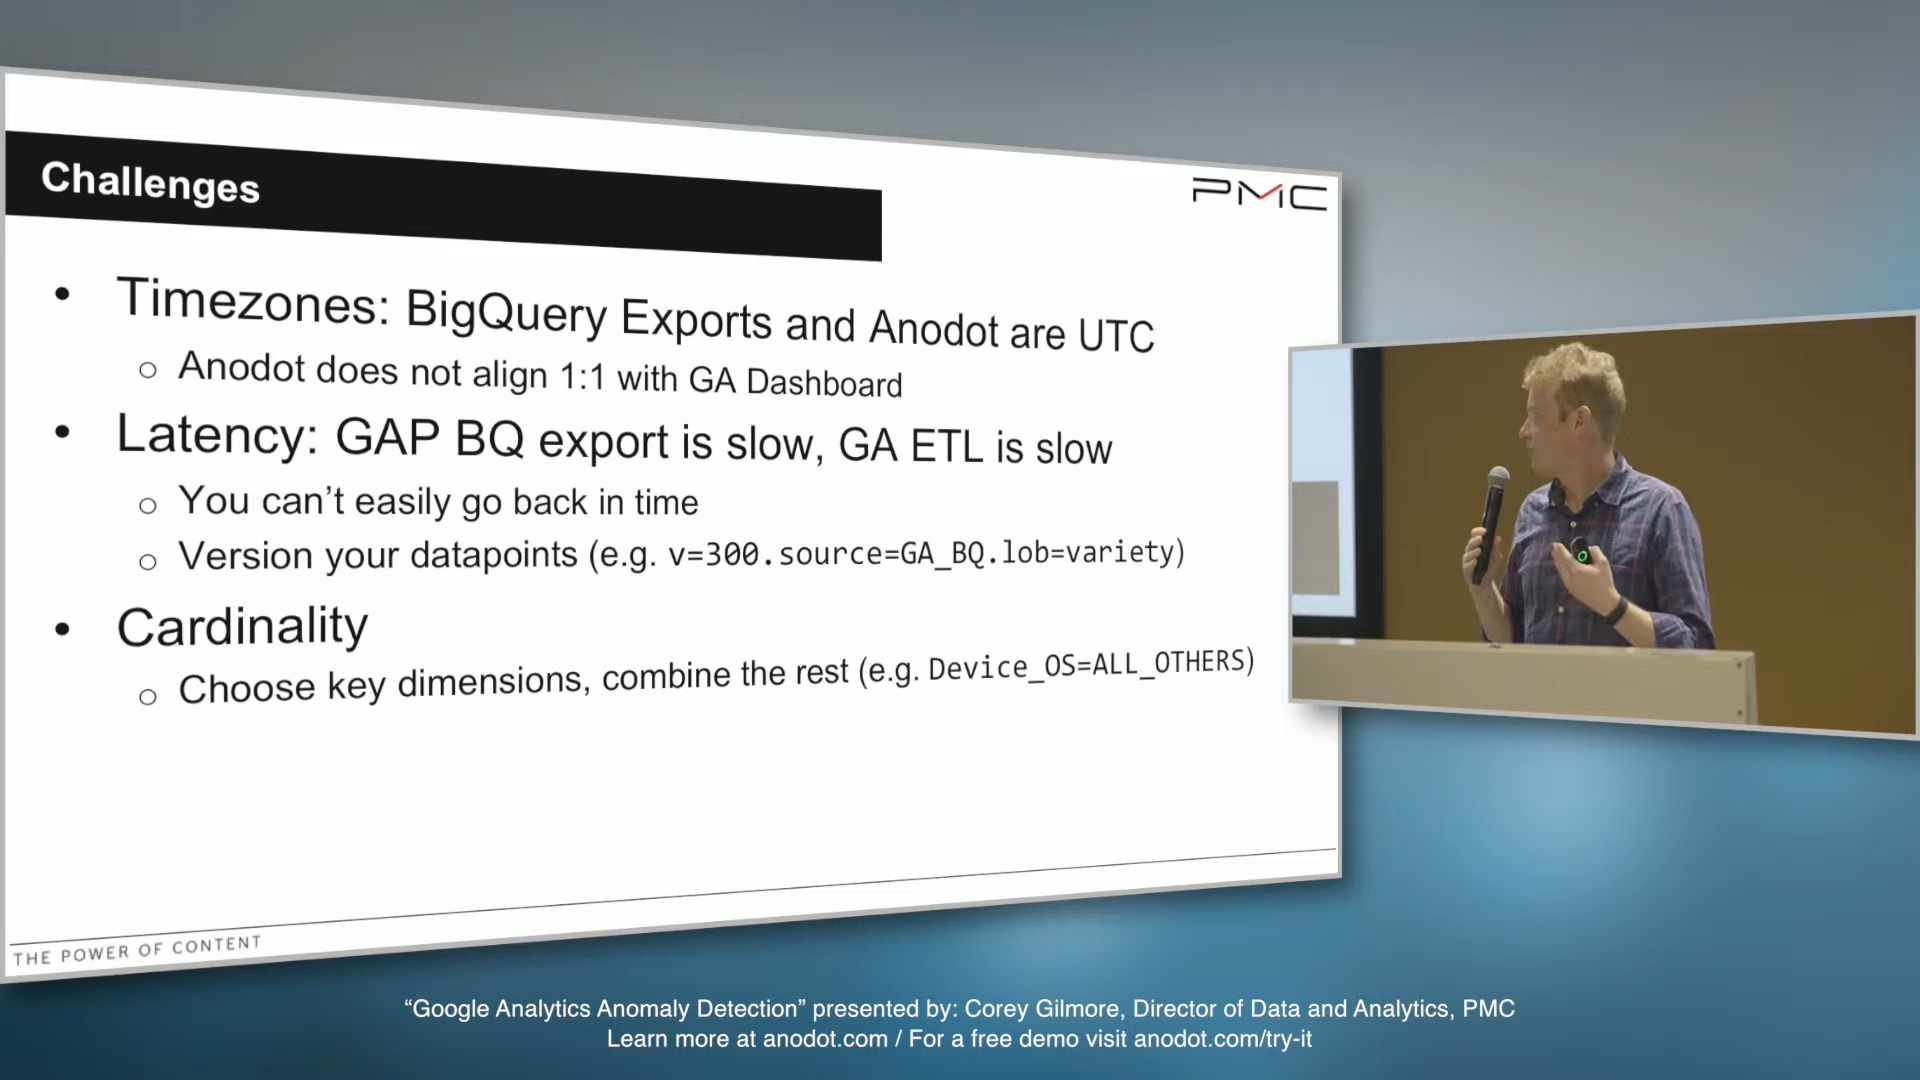 Challenges
PMC
• Timezones: BigQuery Exports and Anodot are UTC
○ Anodot does not align 1:1 with GA Dashboard
• Latency: GAP BQ export is slow, GA ETL is slow
○ You can’t easily go back in time
○ Version your datapoints (e.g. v=300.source=GA_BQ.lob=variety)
• Cardinality
○ Choose key dimensions, combine the rest (e.g. Device_OS=ALL_OTHERS)
THE POWER OF CONTENT
“Google Analytics Anomaly Detection” presented by: Corey Gilmore, Director of Data and Analytics, PMC
Learn more at anodot.com / For a free demo visit anodot.com/try-it